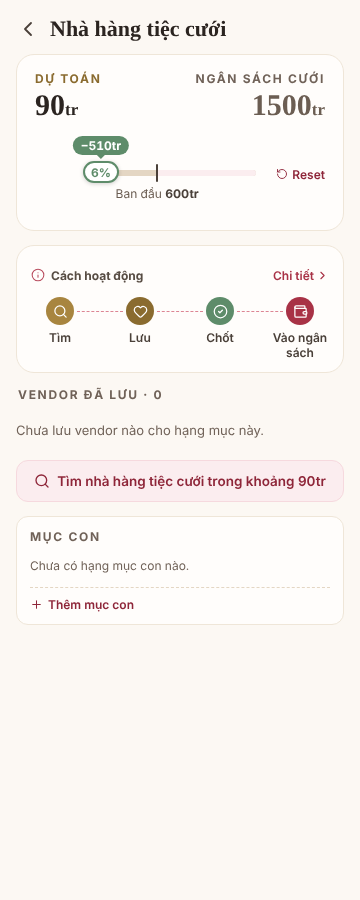 Nhà hàng tiệc cưới
DỰ TOÁN
NGÂN SÁCH CƯỚI
90tr
1500tr
−510tr
6%
Reset
Ban đầu 600tr
Cách hoạt động
Chi tiết
Tìm
Lưu
Chốt
Vào ngân
sách
VENDOR ĐÃ LƯU · 0
Chưa lưu vendor nào cho hạng mục này.
Tìm nhà hàng tiệc cưới trong khoảng 90tr
MỤC CON
Chưa có hạng mục con nào.
+ Thêm mục con